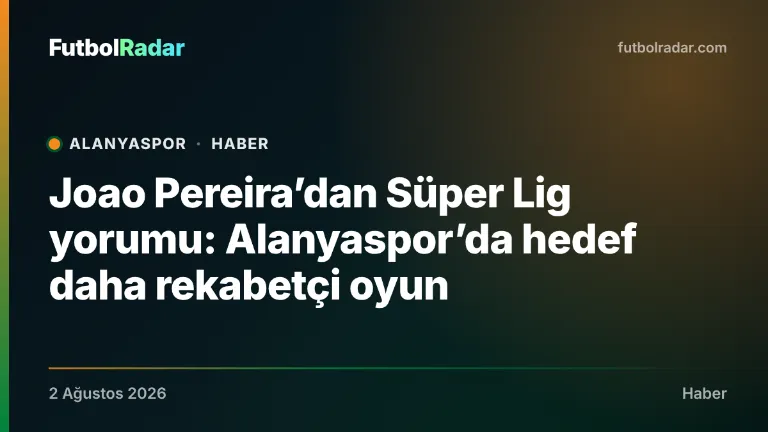 FutbolRadar
futbolradar.com
ALANYASPOR · HABER
Joao Pereira’dan Süper Lig
yorumu: Alanyaspor’da hedef
daha rekabetçi oyun
2 Ağustos 2026
Haber